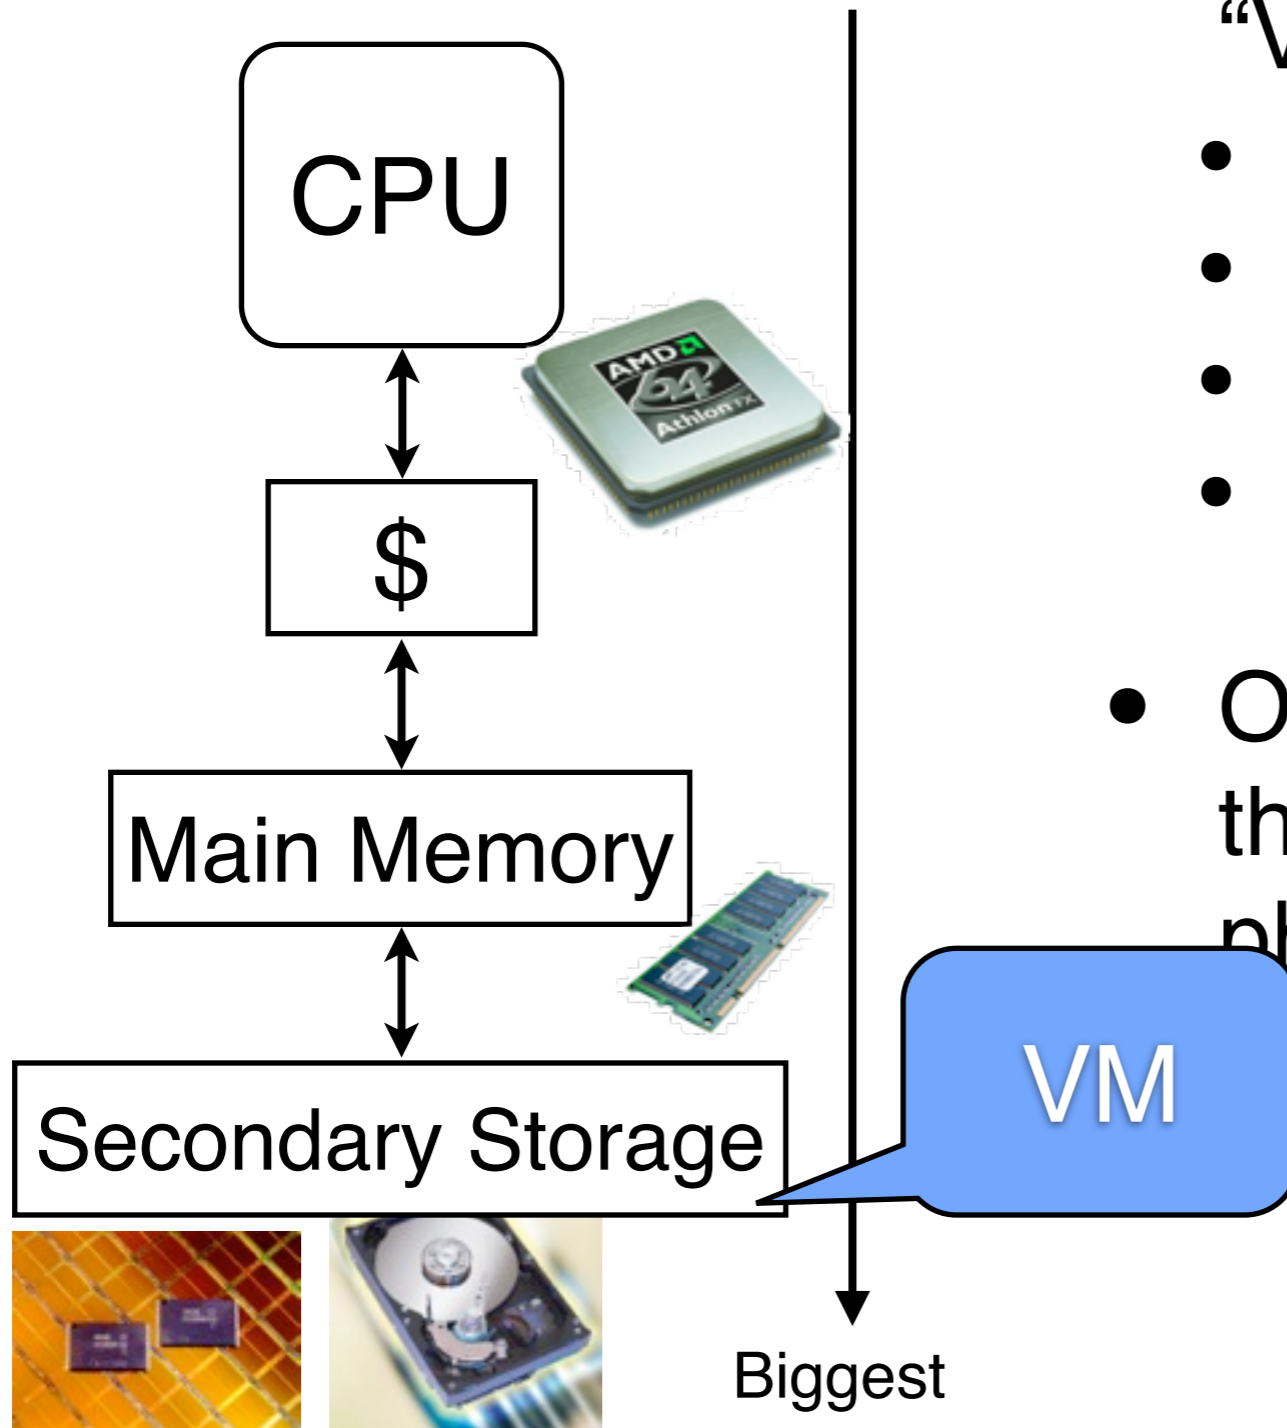 CPU
AMD
64
Athlon FX
$
Main Memory
Secondary Storage
Biggest
“V
•
•
•
•
• O
th
VM